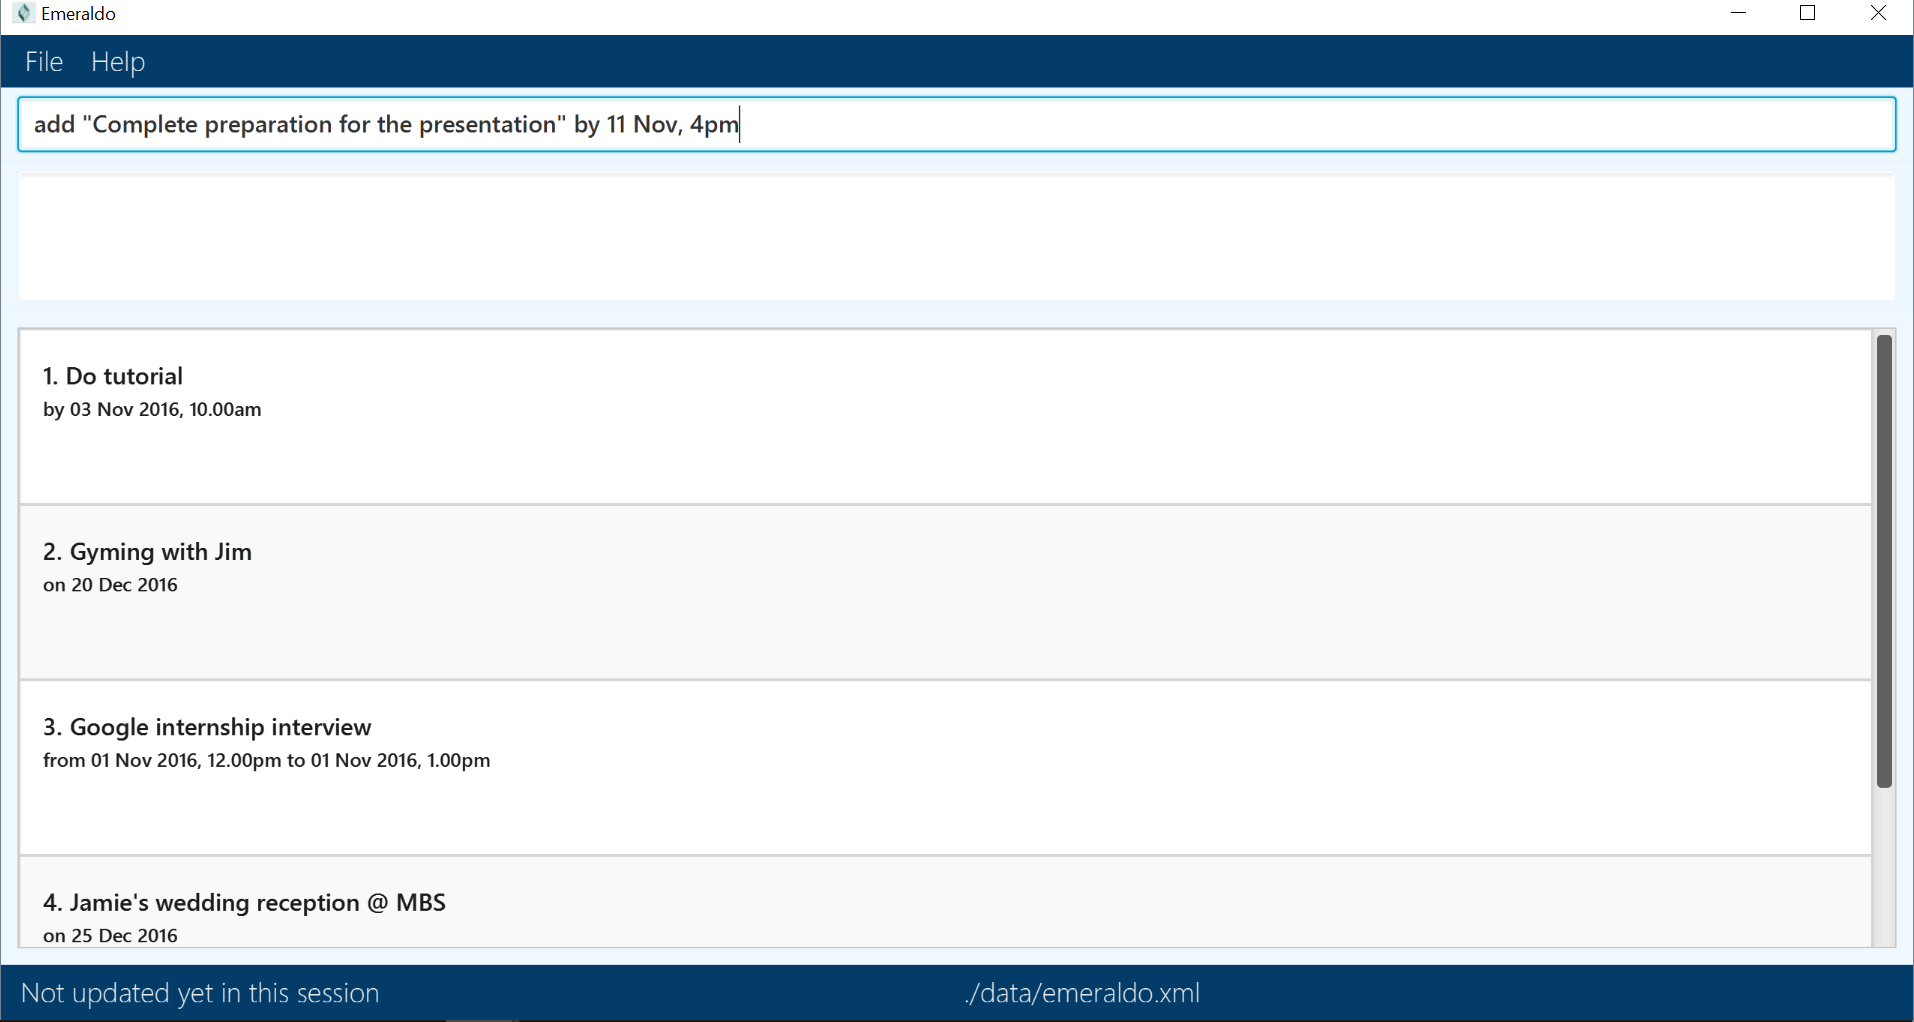 Emeraldo
File Help
add "Complete preparation for the presentation" by 11 Nov, 4pm
1. Do tutorial
by 03 Nov 2016, 10.00am
2. Gyming with Jim
on 20 Dec 2016
3. Google internship interview
from 01 Nov 2016, 12.00pm to 01 Nov 2016, 1.00pm
4. Jamie's wedding reception @ MBS
on 25 Dec 2016
Not updated yet in this session ./data/emeraldo.xml